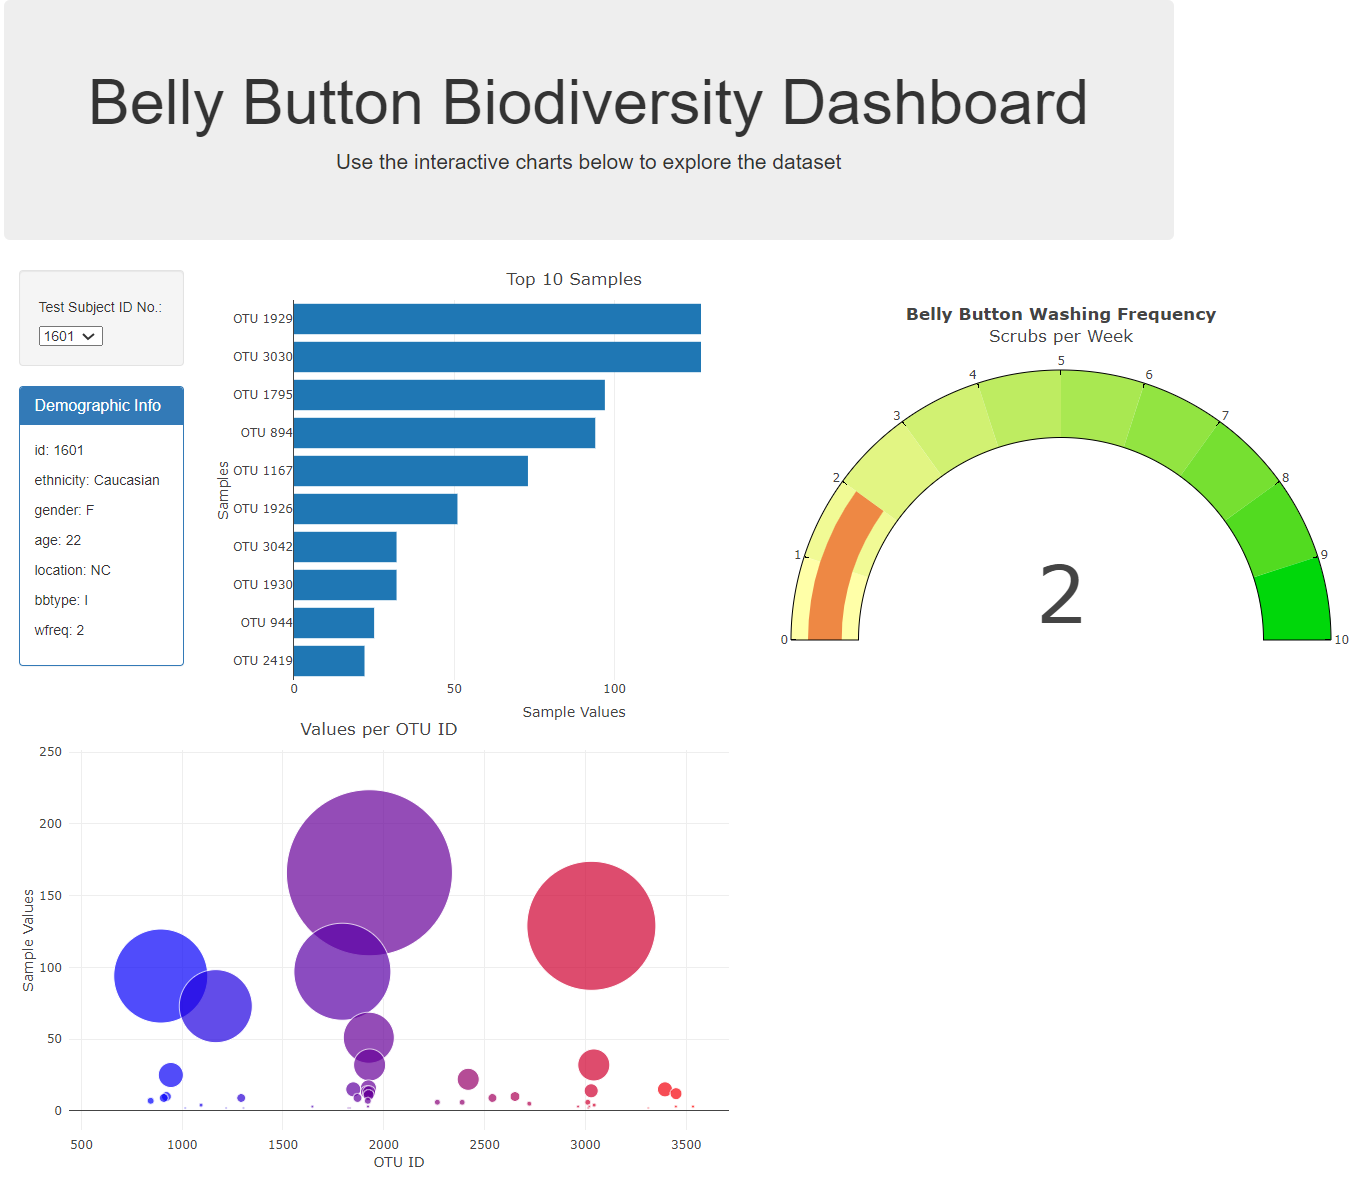 Belly Button Biodiversity Dashboard
Use the interactive charts below to explore the dataset
Test Subject ID No.:
1601
Demographic Info
id: 1601
ethnicity: Caucasian
gender: F
age: 22
location: NC
bbtype: I
wfreq: 2
Top 10 Samples
OTU 1929
OTU 3030
OTU 1795
OTU 894
OTU 1167
OTU 1926
OTU 3042
OTU 1930
OTU 944
OTU 2419
Samples
0 50 100
Sample Values
Belly Button Washing Frequency
Scrubs per Week
0
1
2
3
4
5
6
7
8
9
10
2
Values per OTU ID
250
200
150
100
50
0
Sample Values
500 1000 1500 2000 2500 3000 3500
OTU ID